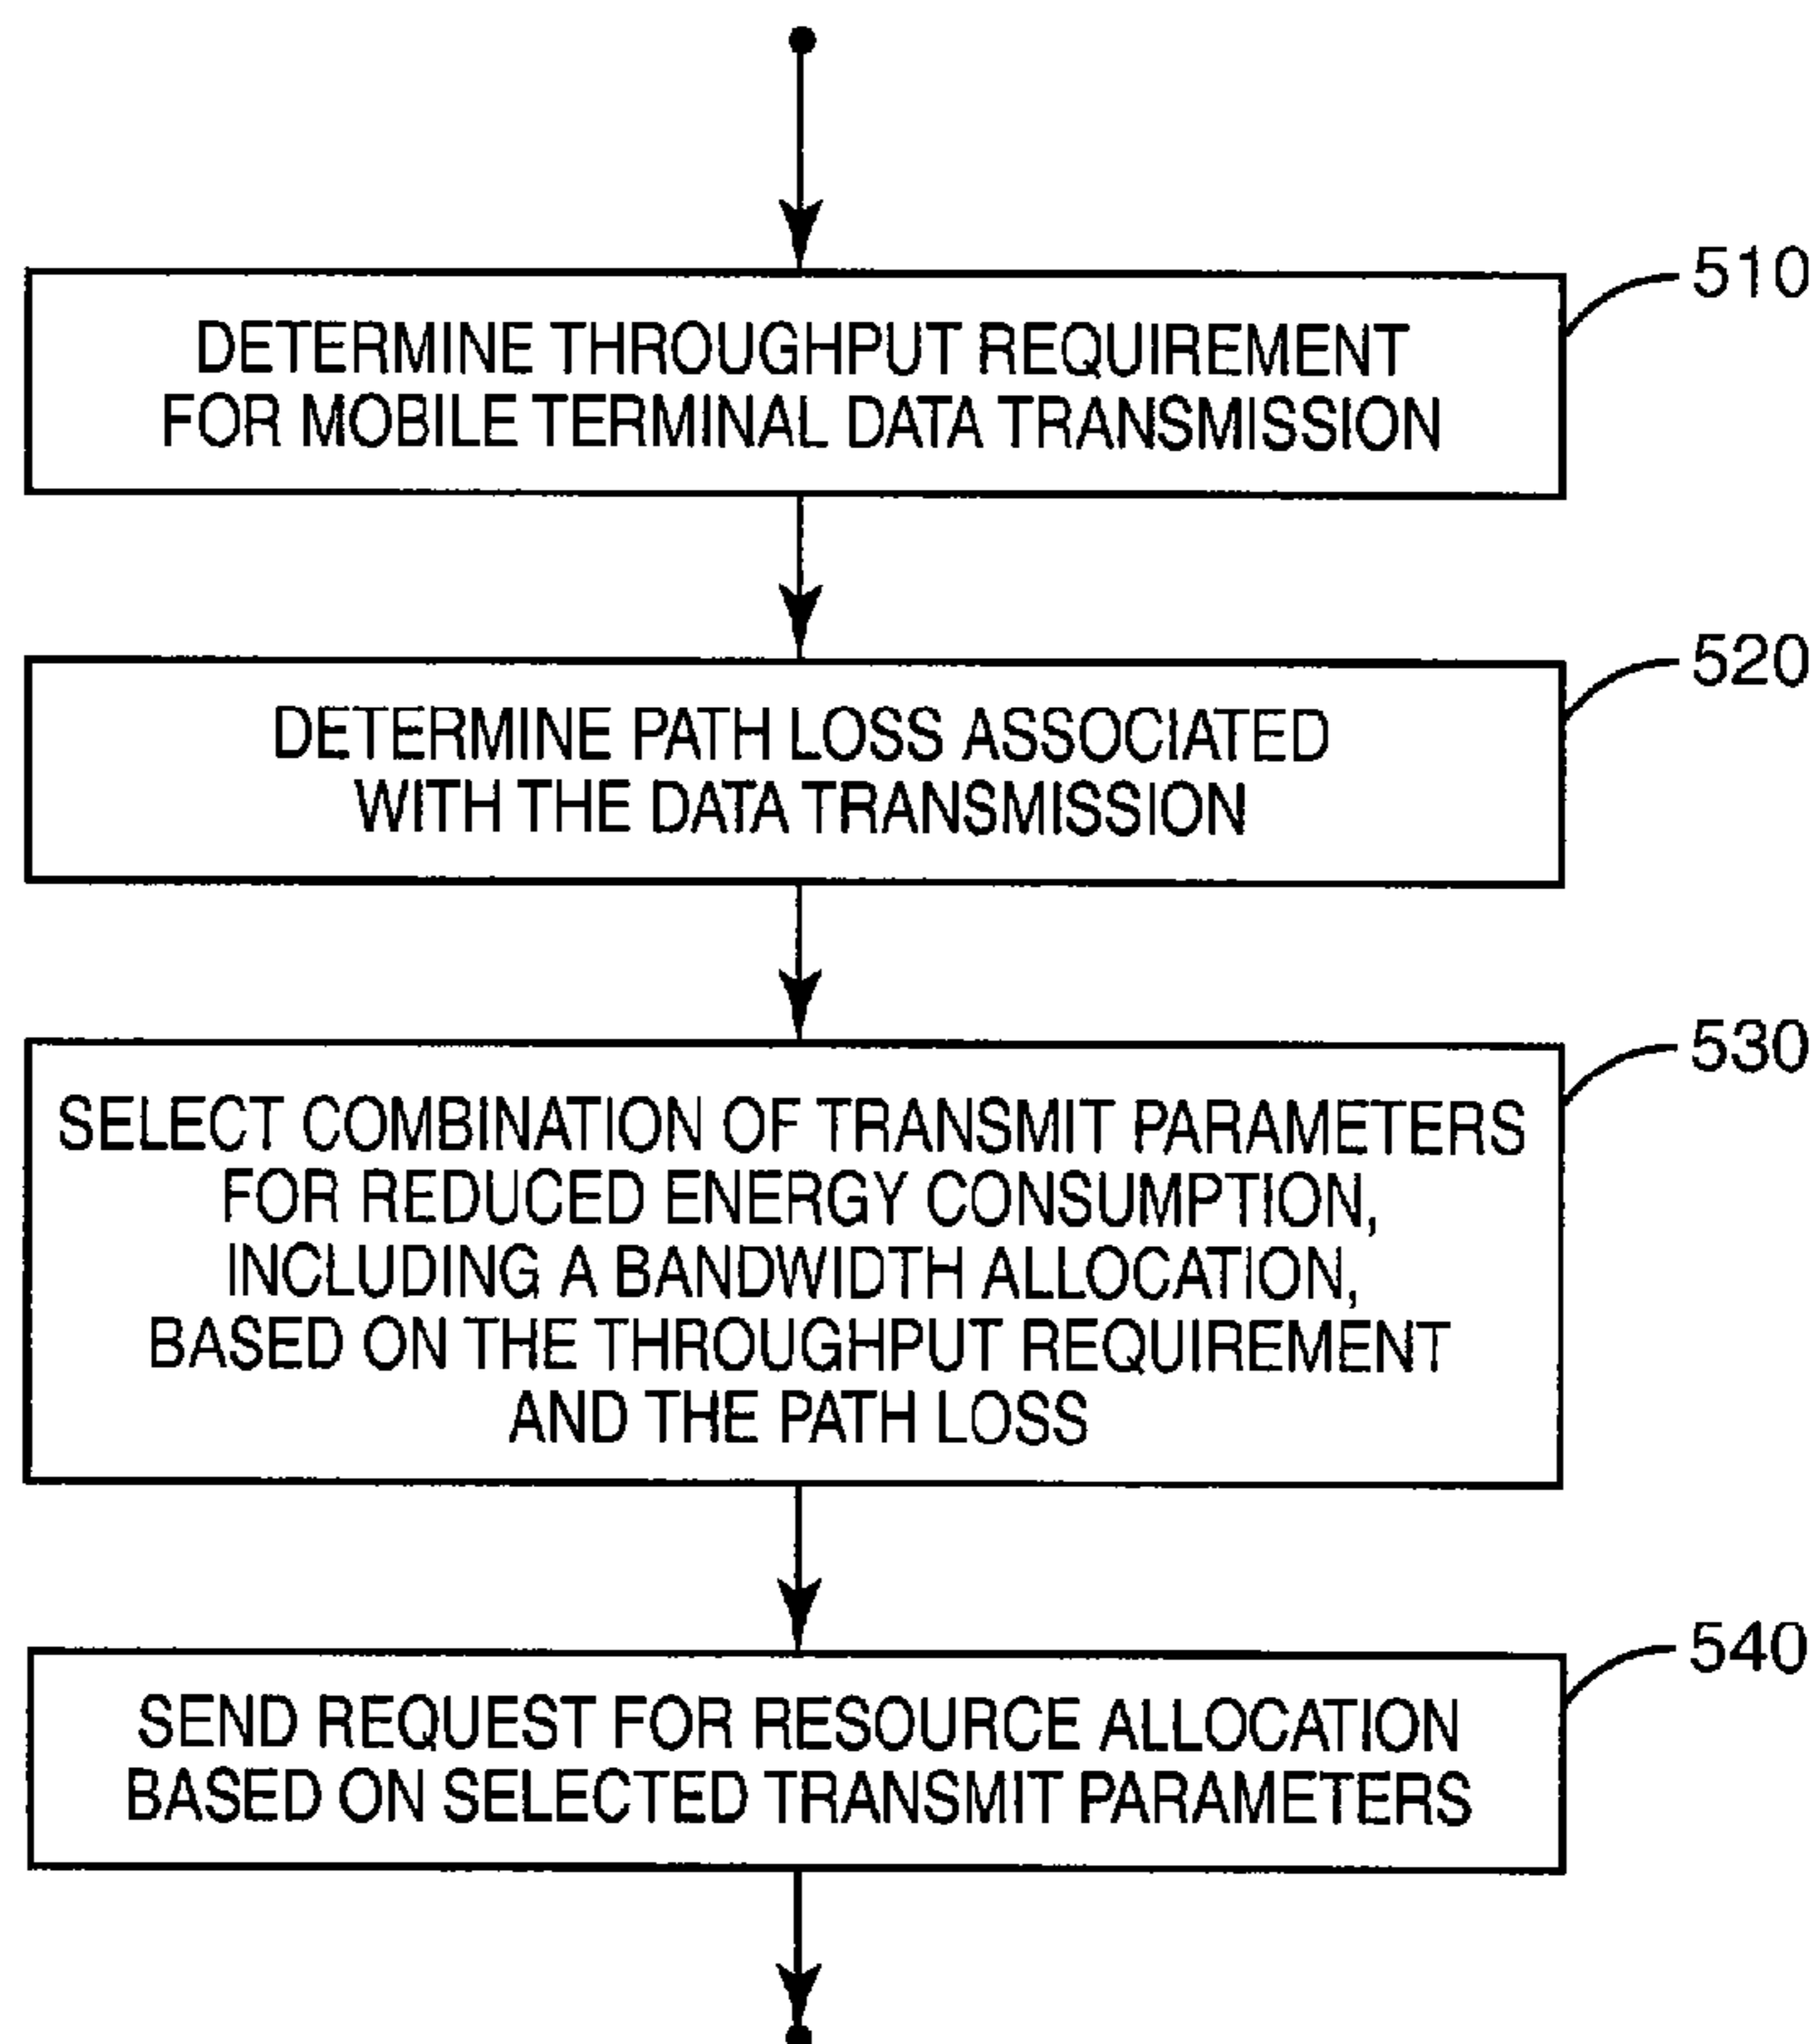 510
DETERMINE THROUGHPUT REQUIREMENT
FOR MOBILE TERMINAL DATA TRANSMISSION
520
DETERMINE PATH LOSS ASSOCIATED
WITH THE DATA TRANSMISSION
530
SELECT COMBINATION OF TRANSMIT PARAMETERS
FOR REDUCED ENERGY CONSUMPTION,
INCLUDING A BANDWIDTH ALLOCATION,
BASED ON THE THROUGHPUT REQUIREMENT
AND THE PATH LOSS
540
SEND REQUEST FOR RESOURCE ALLOCATION
BASED ON SELECTED TRANSMIT PARAMETERS